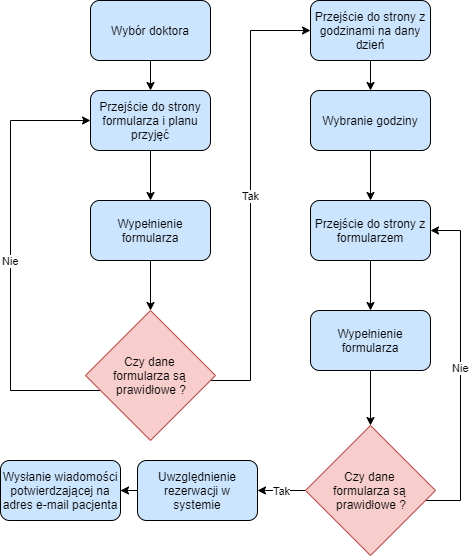 Wybór doktora
Przejście do strony
formularza i planu
przyjęć
Wypełnienie
formularza
Nie
Czy dane
formularza są
prawidłowe ?
Tak
Przejście do strony z
godzinami na dany
dzień
Wybranie godziny
Przejście do strony z
formularzem
Wypełnienie
formularza
Nie
Czy dane
formularza są
prawidłowe ?
Tak
Uwzględnienie
rezerwacji w
systemie
Wysłanie wiadomości
potwierdzającej na
adres e-mail pacjenta